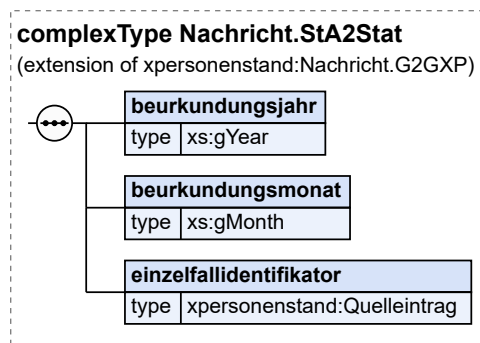 complexType Nachricht.StA2Stat
(extension of xpersonenstand:Nachricht.G2GXP)
beurkundungsjahr
type xs:gYear
beurkundungsmonat
type xs:gMonth
einzelfallidentifikator
type xpersonenstand:Quelleintrag